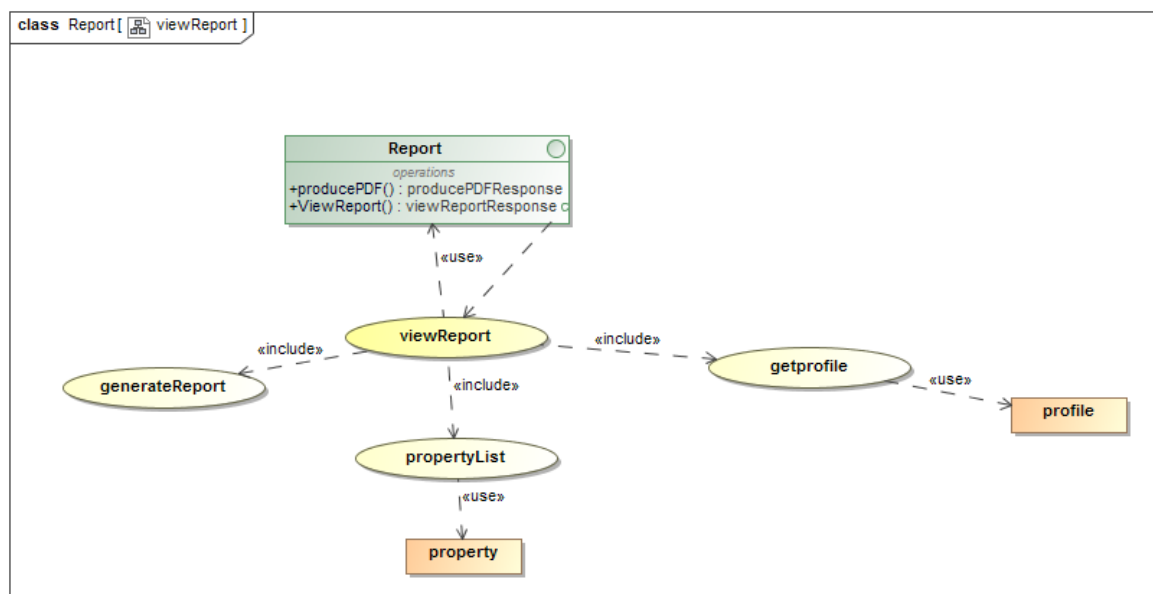 class Report [ viewReport ]
Report
operations
+producePDF() : producePDFResponse
+ViewReport() : viewReportResponse
«use»
viewReport
«include»
«include»
getprofile
generateReport
«include»
«use»
profile
propertyList
«use»
property